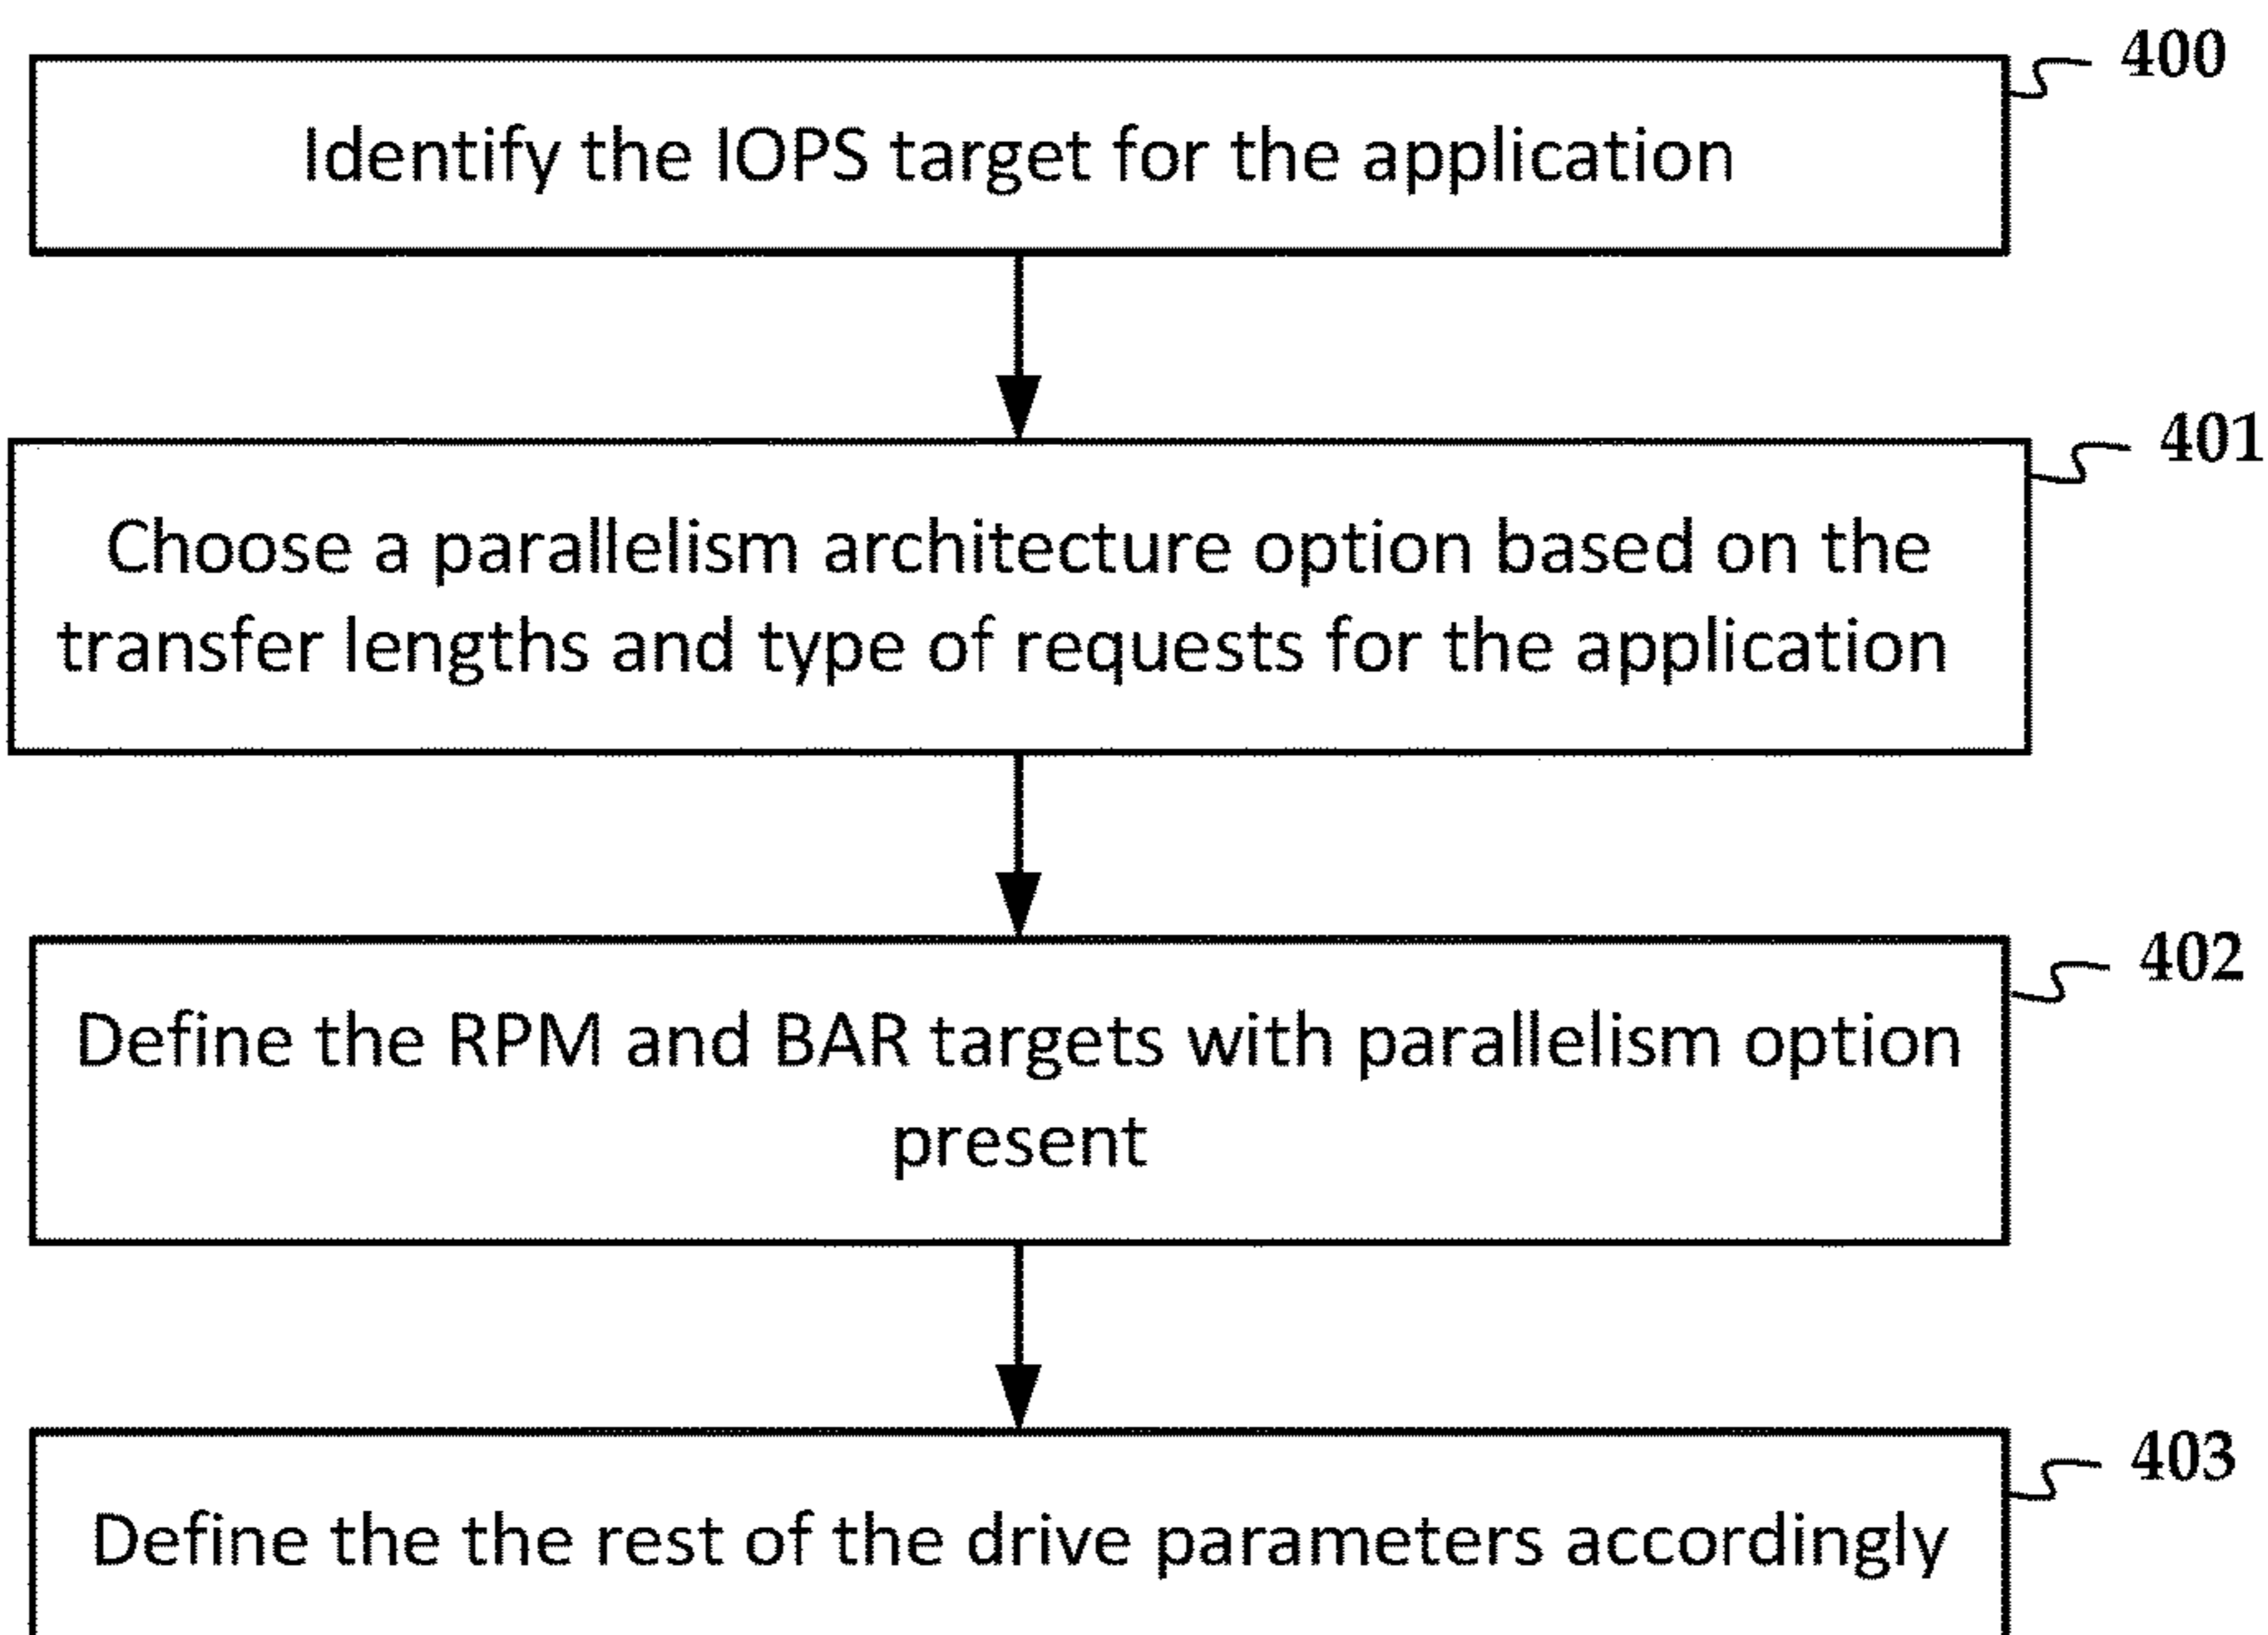 400
Identify the IOPS target for the application
401
Choose a parallelism architecture option based on the
transfer lengths and type of requests for the application
402
Define the RPM and BAR targets with parallelism option
present
403
Define the the rest of the drive parameters accordingly